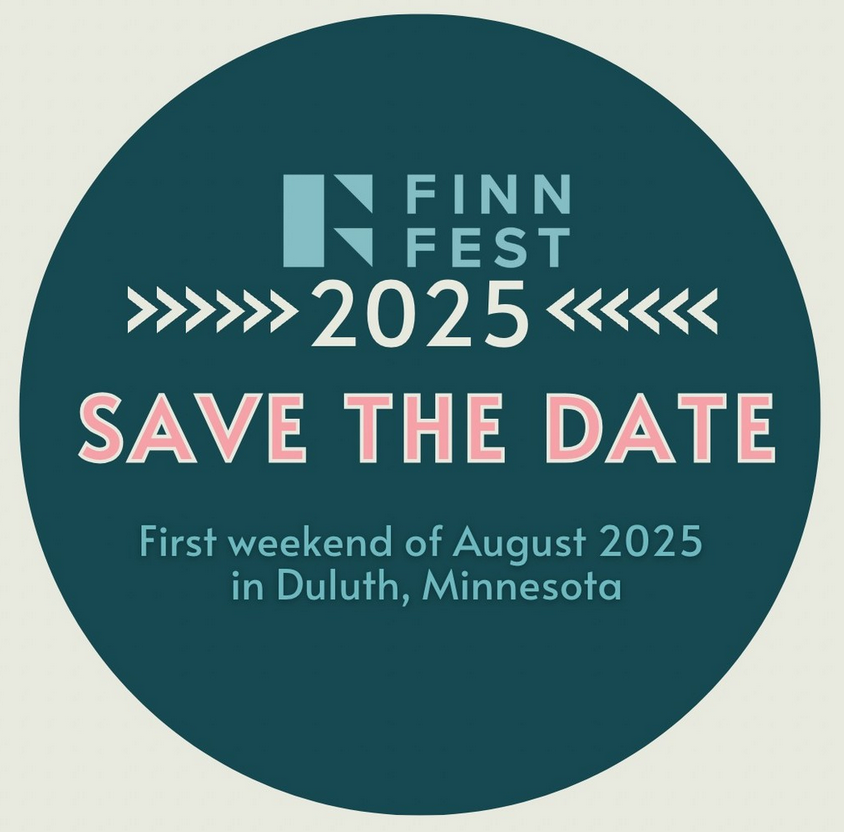 FINN
FEST
>>>>>> 2025 <<<<<<
SAVE THE DATE
First weekend of August 2025
in Duluth, Minnesota